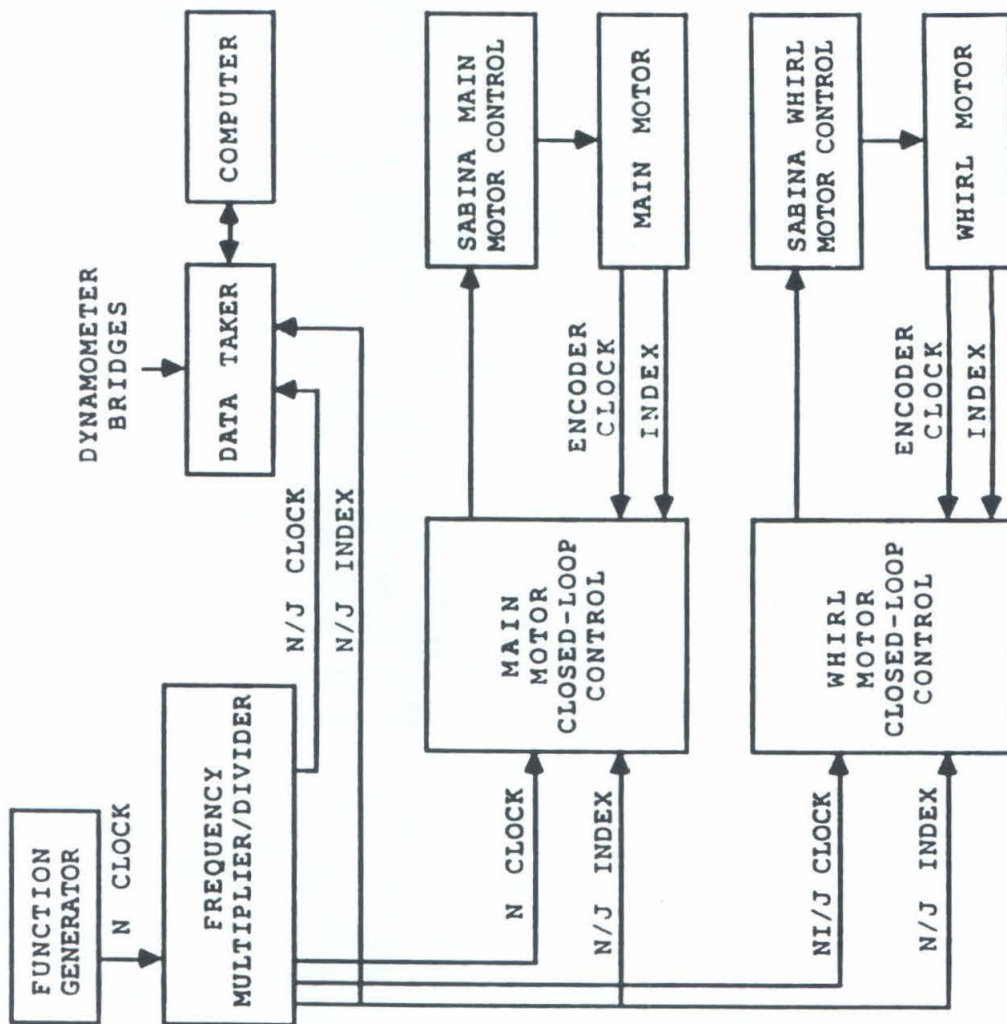 FUNCTION
GENERATOR
N CLOCK
FREQUENCY
MULTIPLIER/DIVIDER
N/J CLOCK
N/J INDEX
DYNAMOMETER
BRIDGES
DATA TAKER
COMPUTER
N CLOCK
N/J INDEX
MAIN
MOTOR
CLOSED-LOOP
CONTROL
ENCODER
CLOCK
INDEX
SABINA MAIN
MOTOR CONTROL
MAIN MOTOR
NI/J CLOCK
N/J INDEX
WHIRL
MOTOR
CLOSED-LOOP
CONTROL
ENCODER
CLOCK
INDEX
SABINA WHIRL
MOTOR CONTROL
WHIRL MOTOR